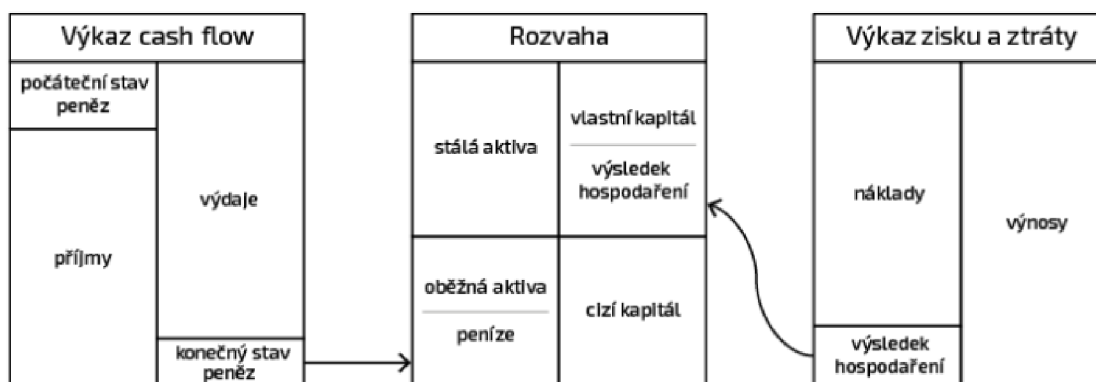 Výkaz cash flow
počáteční stav
peněz
příjmy
výdaje
konečný stav
peněz
Rozvaha
stálá aktiva
oběžná aktiva
peníze
vlastní kapitál
výsledek
hospodaření
cizí kapitál
Výkaz zisku a ztráty
náklady
výsledek
hospodaření
výnosy